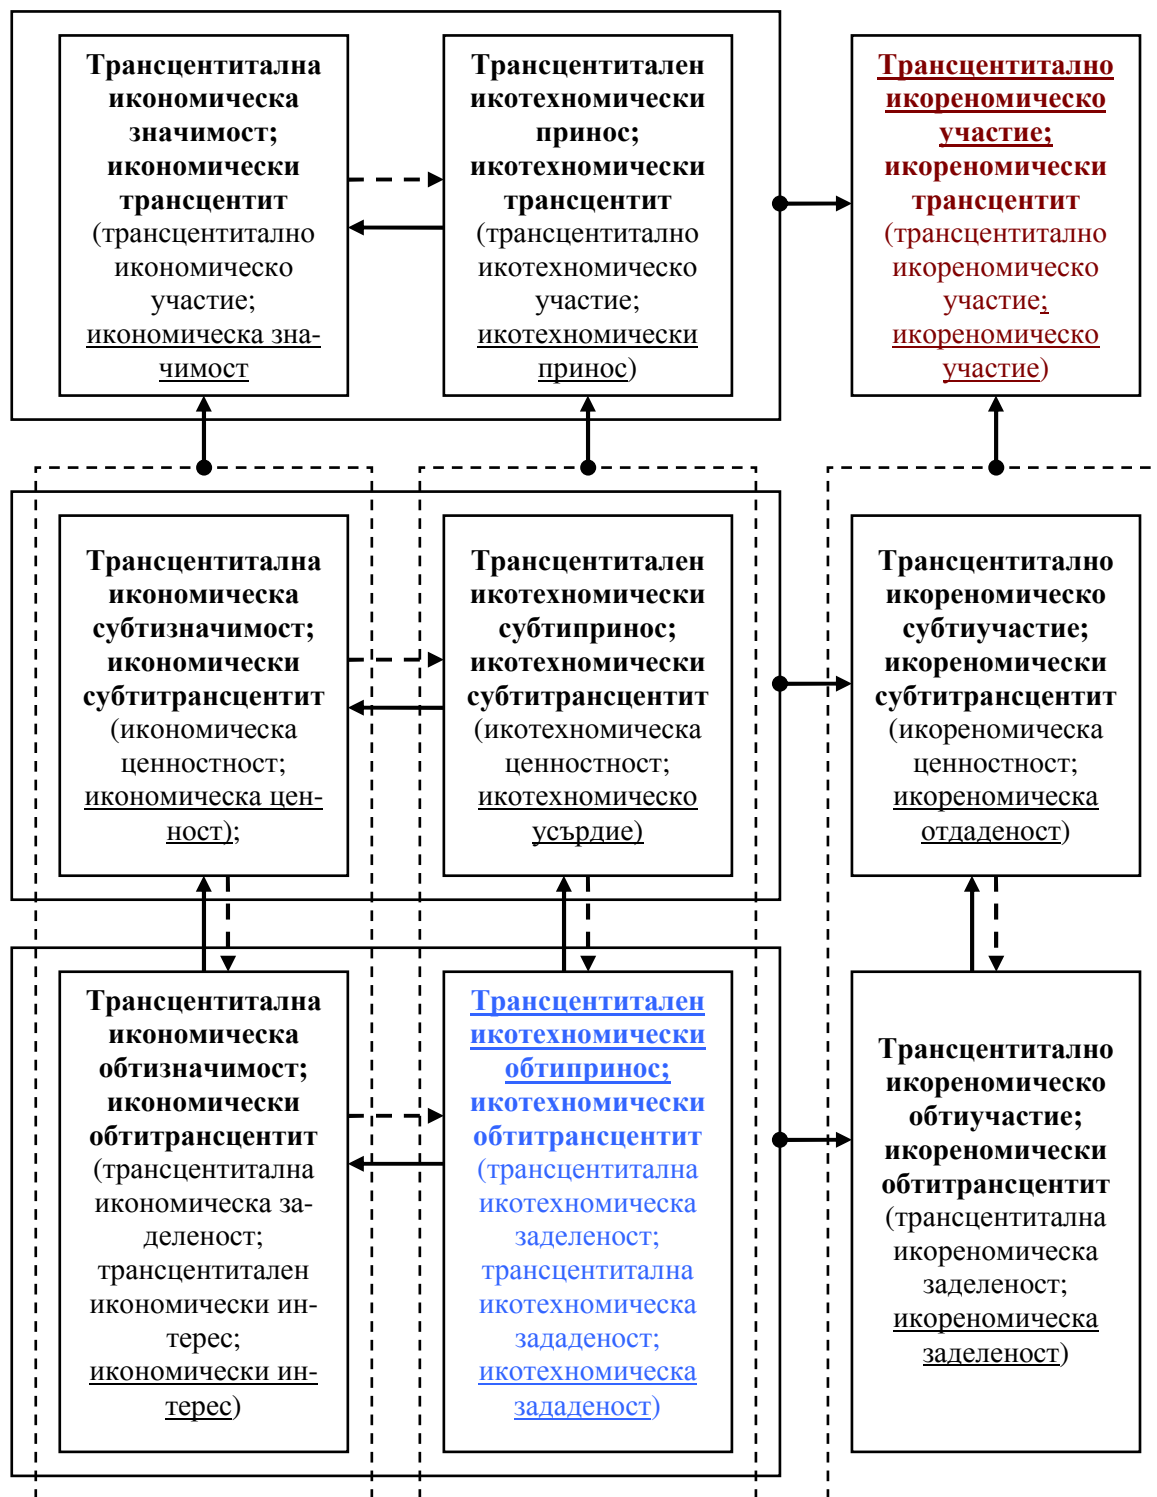 Трансцентитална
икономическа
значимост;
икономически
трансцентит
(трансцентитално
икономическо
участие;
икономическа зна-
чимост
Трансцентитален
икотехномически
принос;
икотехномически
трансцентит
(трансцентитално
икотехномическо
участие;
икотехномически
принос)
Трансцентитално
икореномическо
участие;
икореномически
трансцентит
(трансцентитално
икореномическо
участие;
икореномическо
участие)
Трансцентитална
икономическа
субтизначимост;
икономически
субтитрансцентит
(икономическа
ценностност;
икономическа цен-
ност);
Трансцентитален
икотехномически
субтипринос;
икотехномически
субтитрансцентит
(икотехномическа
ценностност;
икотехномическо
усърдие)
Трансцентитално
икореномическо
субтиучастие;
икореномически
субтитрансцентит
(икореномическа
ценностност;
икореномическа
отдаденост)
Трансцентитална
икономическа
обтизначимост;
икономически
обтитрансцентит
(трансцентитална
икономическа за-
деленост;
трансцентитален
икономически ин-
терес;
икономически ин-
терес)
Трансцентитален
икотехномически
обтипринос;
икотехномически
обтитрансцентит
(трансцентитална
икотехномическа
заделеност;
трансцентитална
икотехномическа
зададеност;
икотехномическа
зададеност)
Трансцентитално
икореномическо
обтиучастие;
икореномически
обтитрансцентит
(трансцентитална
икореномическа
заделеност;
икореномическа
заделеност)